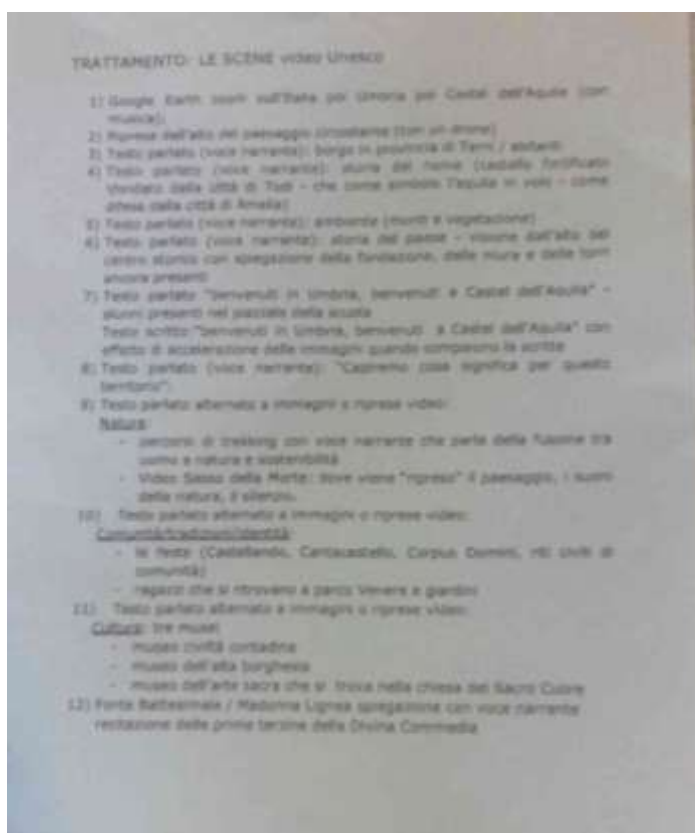 TRATTAMENTO: LE SCENE video Unesco
1) Google Earth zoom sull'Italia poi Umbria poi Castel dell'Aquila (con
musica);
2) Riprese dall'alto del paesaggio circostante (con un drone)
3) Testo parlato (voce narrante): borgo in provincia di Terni / abitanti
4) Testo parlato (voce narrante): storia del nome (castello fortificato
fondato dalla città di Todi - che come simbolo l'aquila in volo - come
difesa dalla città di Amelia)
5) Testo parlato (voce narrante): ambiente (monti e vegetazione)
6) Testo parlato (voce narrante): storia del paese - visione dall'alto del
centro storico con spiegazione della fondazione, delle mura e delle torri
ancora presenti
7) Testo parlato "benvenuti in Umbria, benvenuti a Castel dell'Aquila" -
alunni presenti nel piazzale della scuola
Testo scritto "benvenuti in Umbria, benvenuti a Castel dell'Aquila" con
effetto di accelerazione delle immagini quando compaiono le scritte
8) Testo parlato (voce narrante): "Capiremo cosa significa per questo
territorio":
9) Testo parlato alternato a immagini o riprese video:
Natura:
- percorsi di trekking con voce narrante che parla della fusione tra
uomo e natura e sostenibilità
- Video Sasso della Morte: dove viene "ripreso" il paesaggio, i suoni
della natura, il silenzio.
10) Testo parlato alternato a immagini o riprese video:
Comunità/tradizioni/identità:
- le feste (Castellando, Cantacastello, Corpus Domini, riti civili di
comunità)
- ragazzi che si ritrovano a parco Venere e giardini
11) Testo parlato alternato a immagini o riprese video:
Cultura: tre musei
- museo civiltà contadina
- museo dell'alta borghesia
- museo dell'arte sacra che si trova nella chiesa del Sacro Cuore
12) Fonte Battesimale / Madonna Lignea spiegazione con voce narrante
recitazione delle prime terzine della Divina Commedia